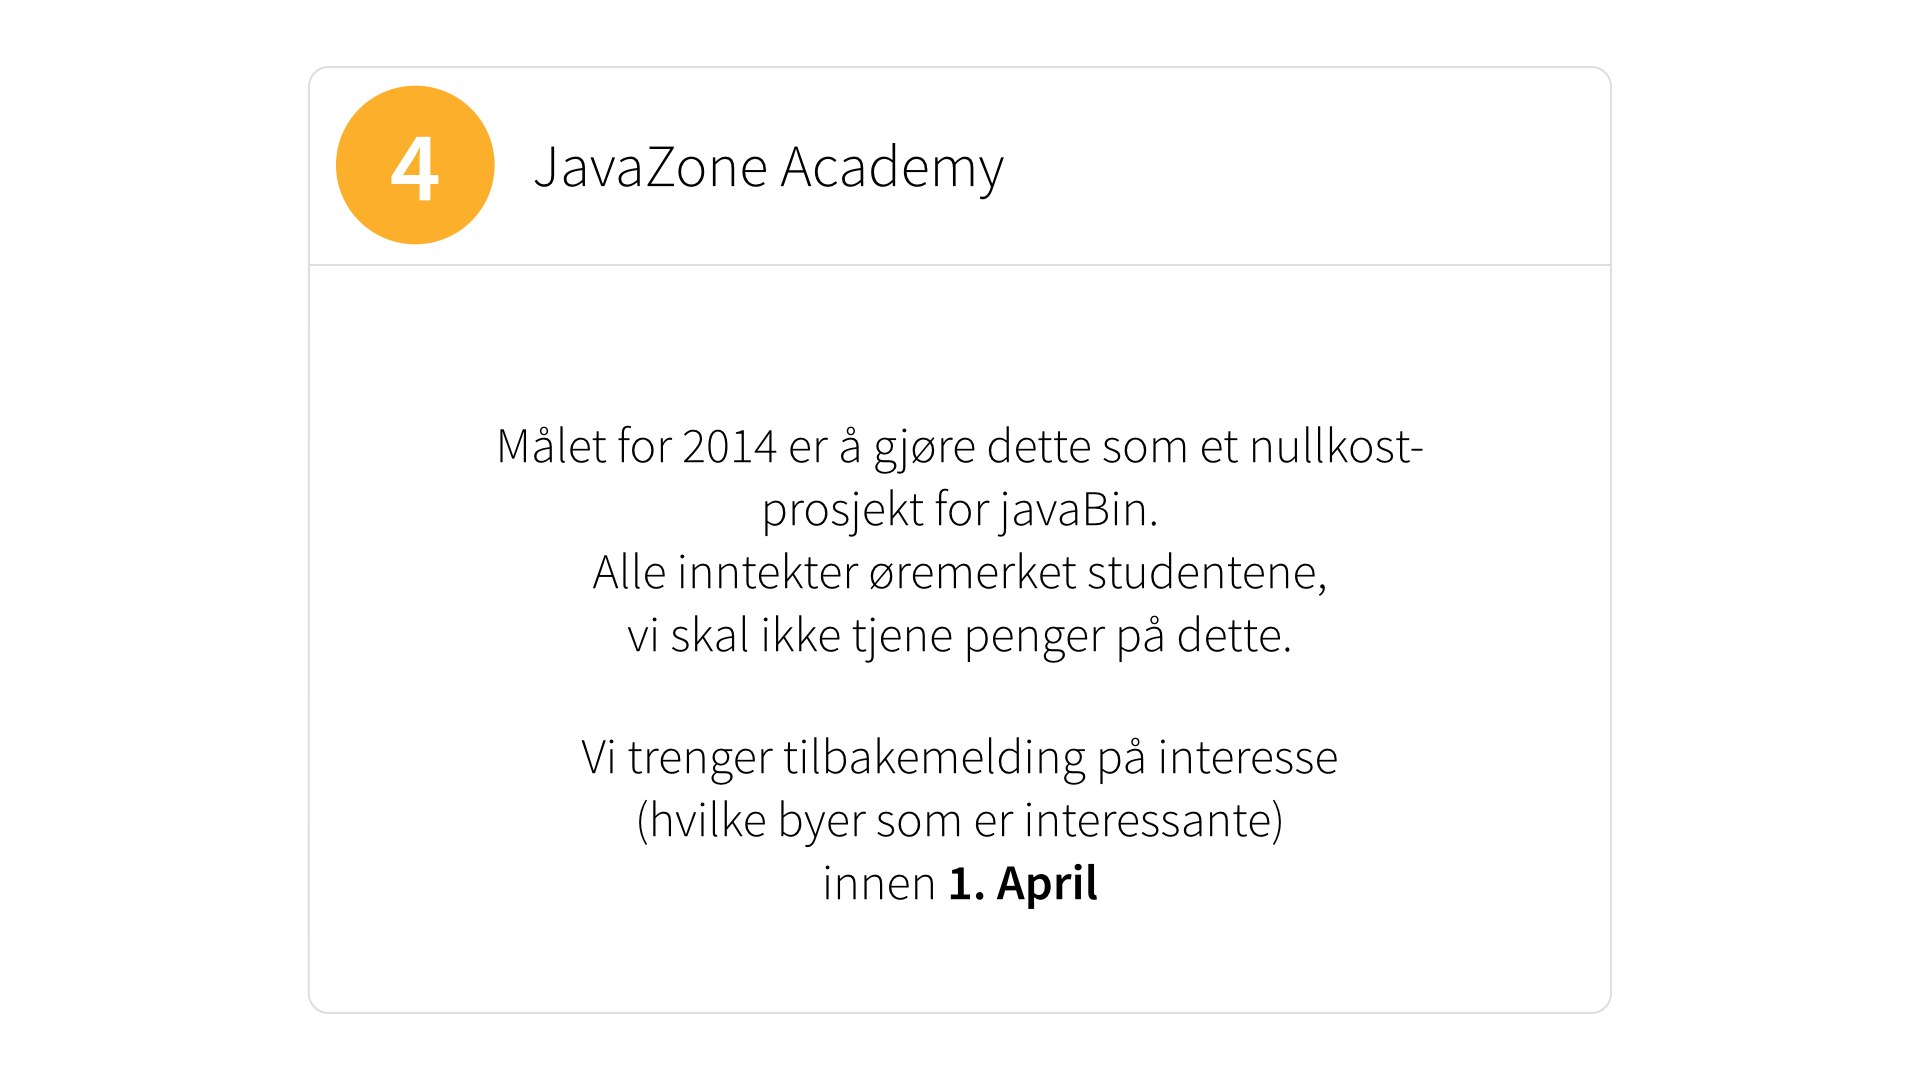 4
JavaZone Academy
Målet for 2014 er å gjøre dette som et nullkost-
prosjekt for javaBin.
Alle inntekter øremerket studentene,
vi skal ikke tjene penger på dette.
Vi trenger tilbakemelding på interesse
(hvilke byer som er interessante)
innen 1. April